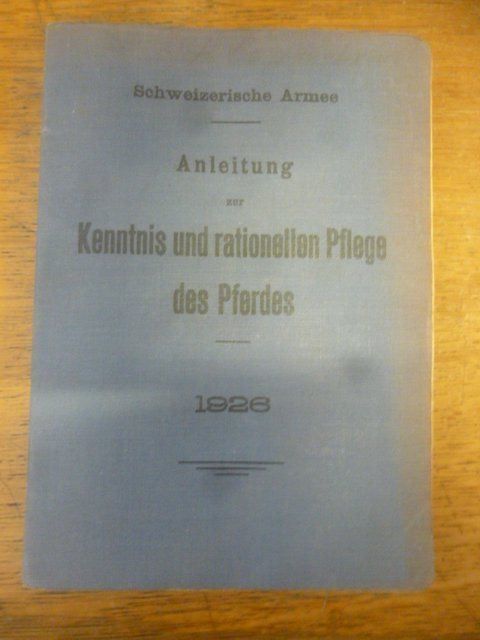 Schweizerische Armee
Anleitung
zur
Kenntnis und rationellen Pflege
des Pferdes
1926